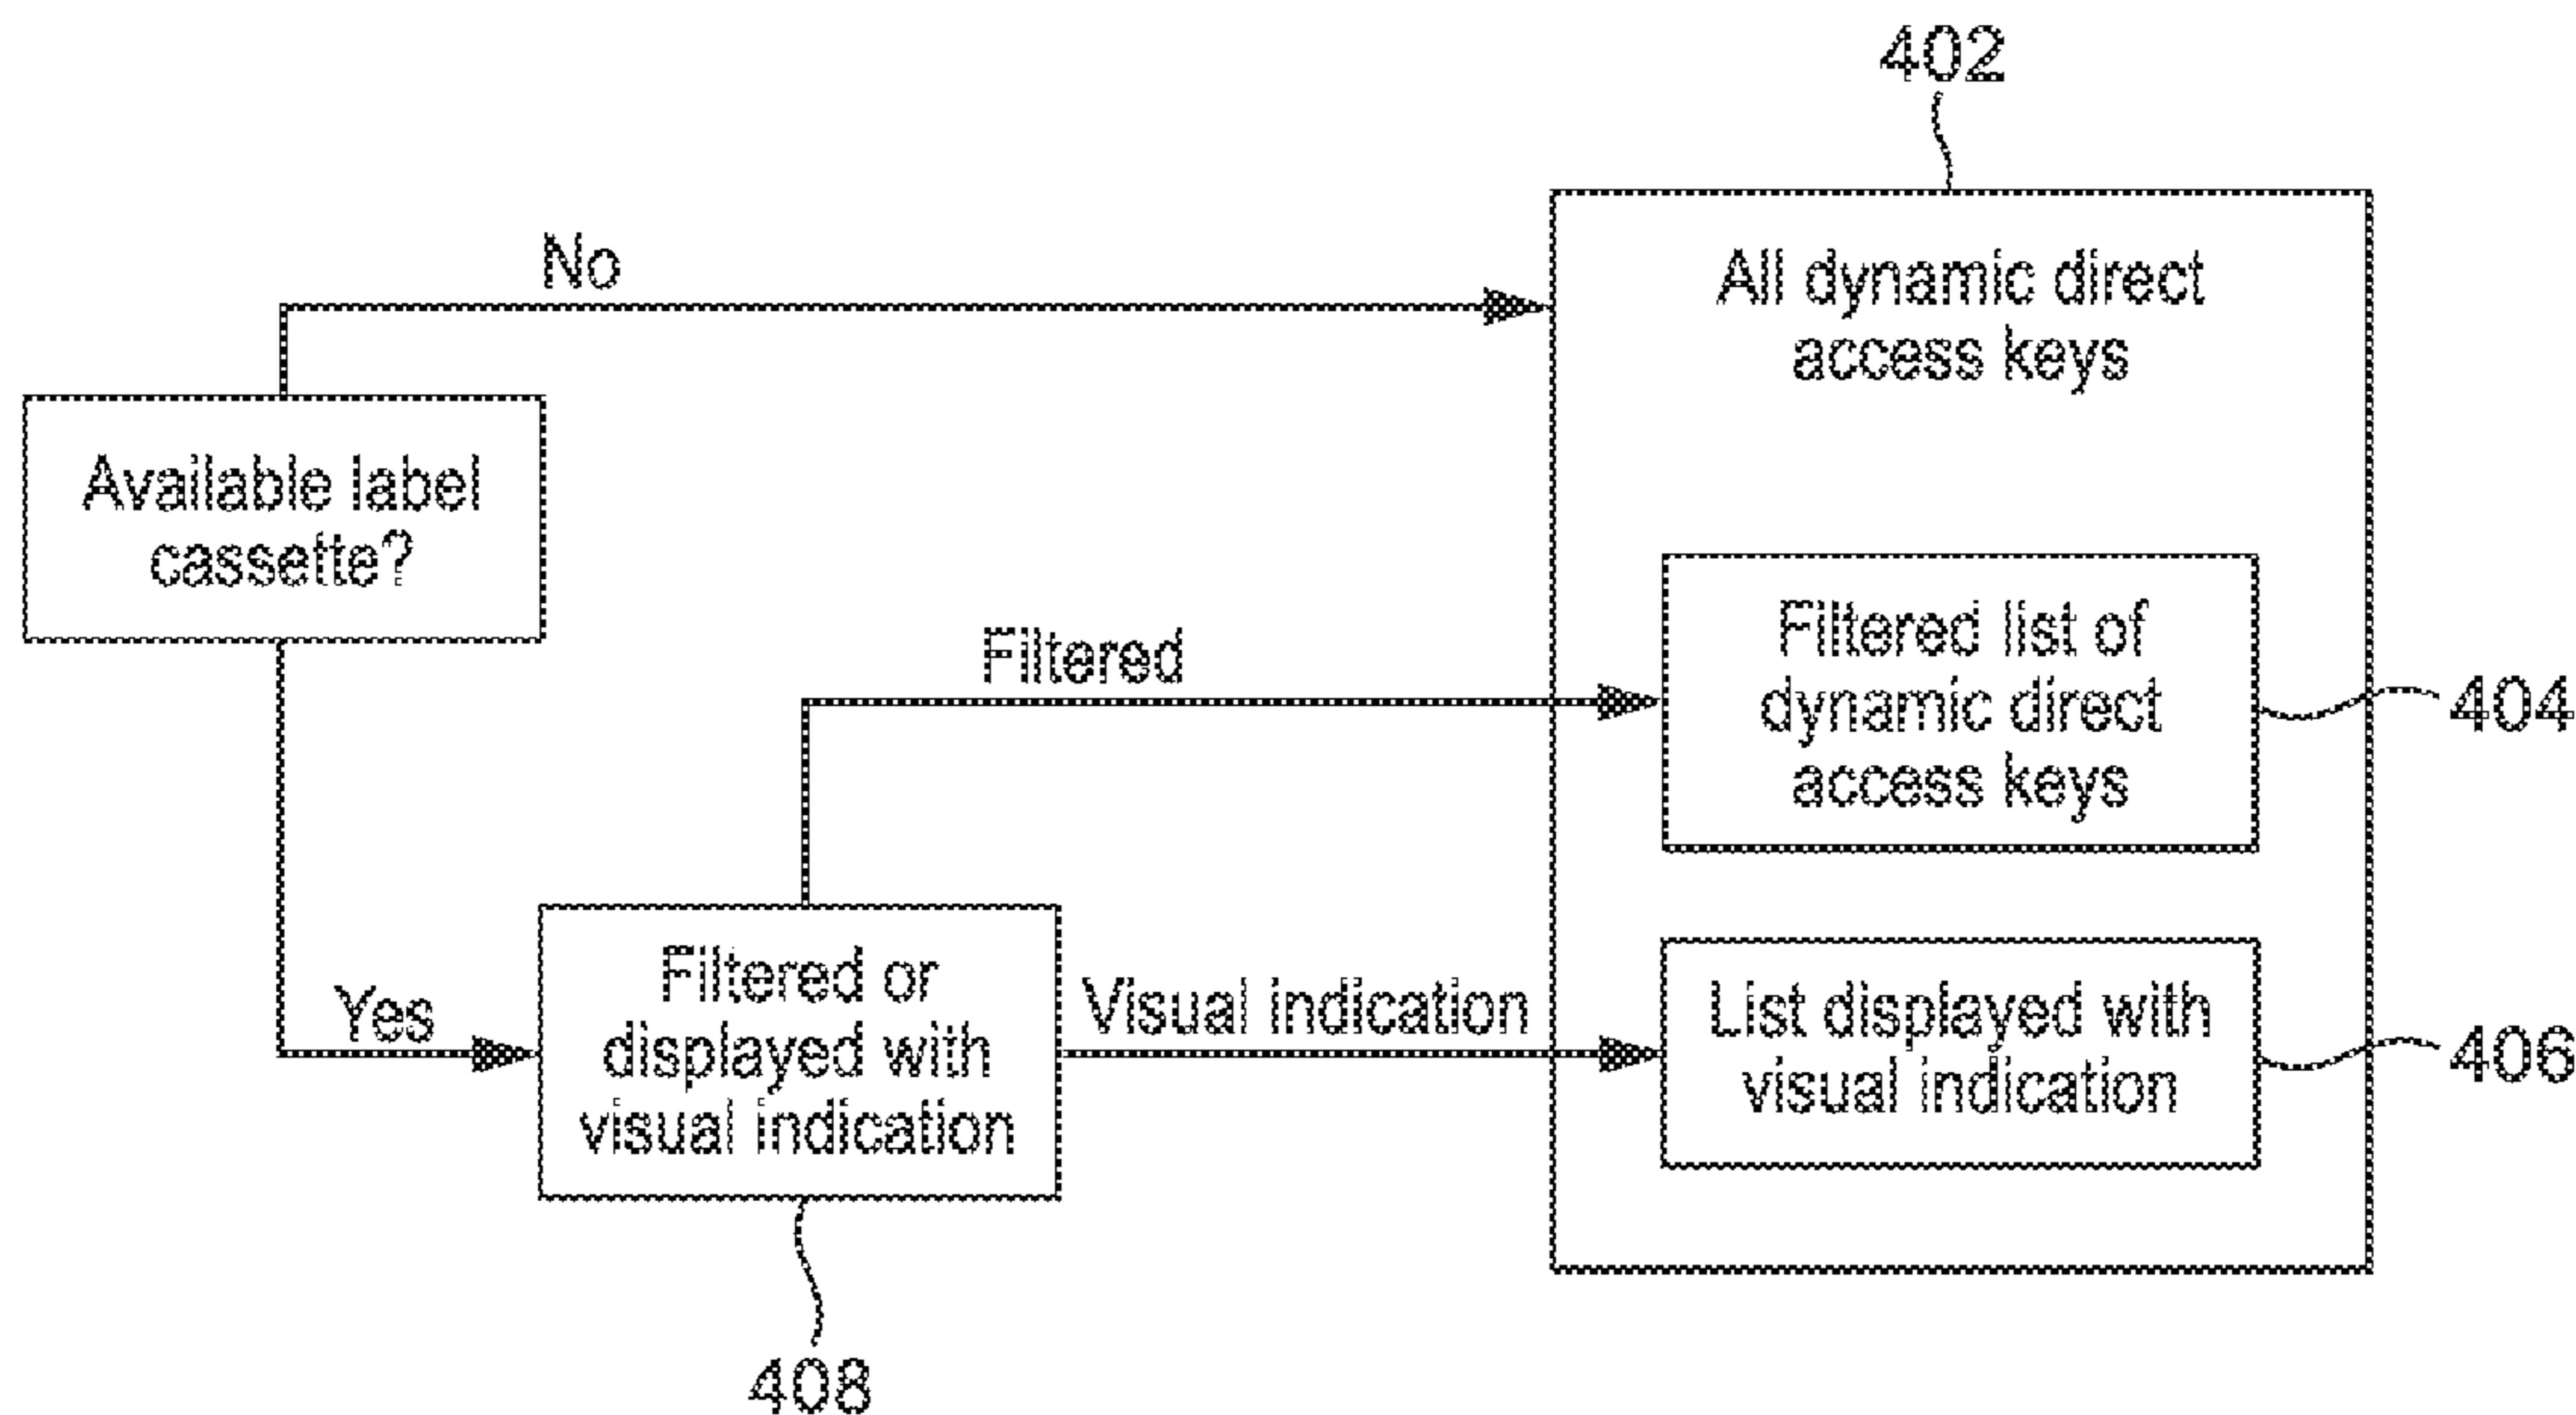 402
No
All dynamic direct
access keys
Available label
cassette?
Filtered
Filtered list of
dynamic direct
access keys
404
Yes
Filtered or
displayed with
visual indication
Visual indication
List displayed with
visual indication
406
408